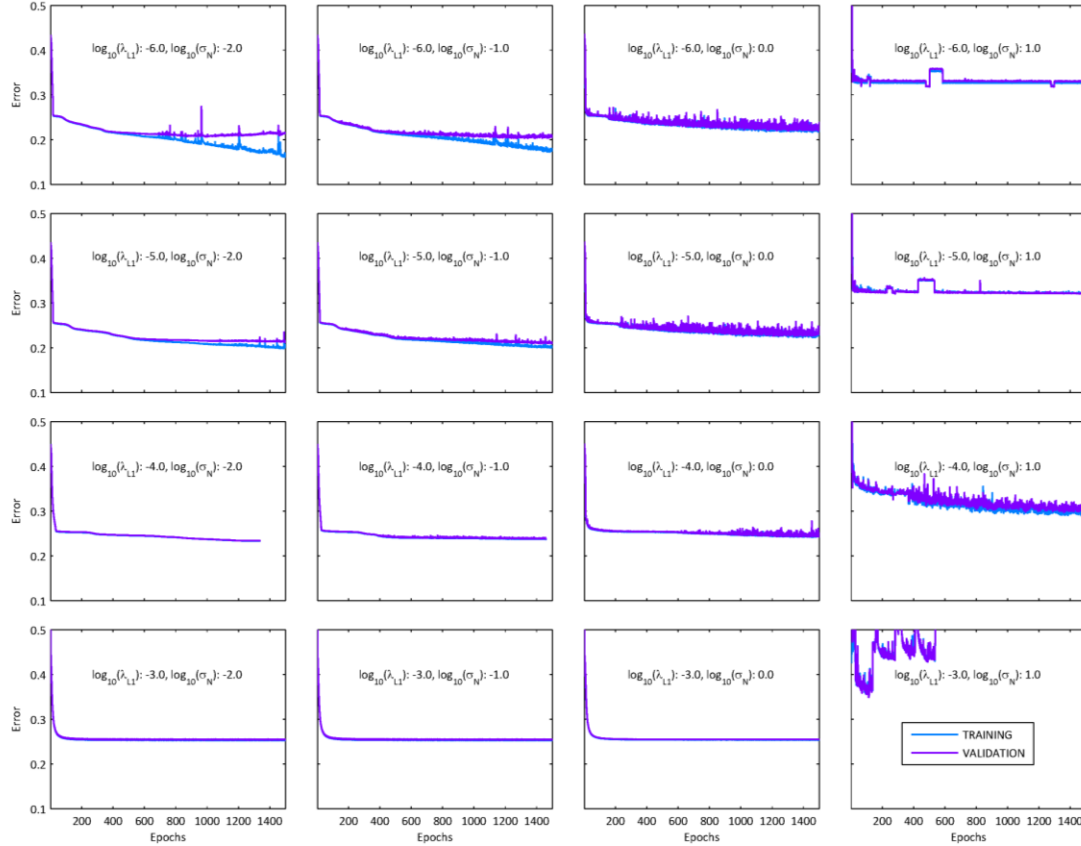 0.5
0.4
0.3
0.2
0.1
Error
log10(λL1): -6.0, log10(σN): -2.0
log10(λL1): -6.0, log10(σN): -1.0
log10(λL1): -6.0, log10(σN): 0.0
log10(λL1): -6.0, log10(σN): 1.0
0.5
0.4
0.3
0.2
0.1
Error
log10(λL1): -5.0, log10(σN): -2.0
log10(λL1): -5.0, log10(σN): -1.0
log10(λL1): -5.0, log10(σN): 0.0
log10(λL1): -5.0, log10(σN): 1.0
0.5
0.4
0.3
0.2
0.1
Error
log10(λL1): -4.0, log10(σN): -2.0
log10(λL1): -4.0, log10(σN): -1.0
log10(λL1): -4.0, log10(σN): 0.0
log10(λL1): -4.0, log10(σN): 1.0
0.5
0.4
0.3
0.2
0.1
Error
log10(λL1): -3.0, log10(σN): -2.0
log10(λL1): -3.0, log10(σN): -1.0
log10(λL1): -3.0, log10(σN): 0.0
log10(λL1): -3.0, log10(σN): 1.0
TRAINING
VALIDATION
200 400 600 800 1000 1200 1400
200 400 600 800 1000 1200 1400
200 400 600 800 1000 1200 1400
200 400 600 800 1000 1200 1400
Epochs
Epochs
Epochs
Epochs